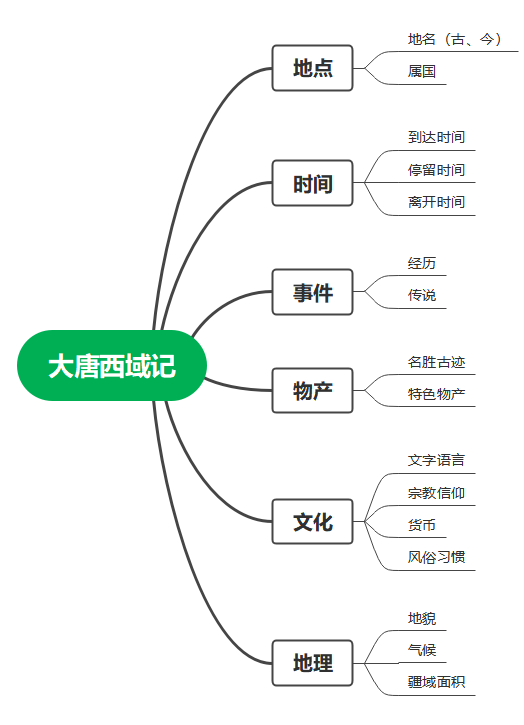 大唐西域记
地点
地名（古、今）
属国
时间
到达时间
停留时间
离开时间
事件
经历
传说
物产
名胜古迹
特色物产
文化
文字语言
宗教信仰
货币
风俗习惯
地理
地貌
气候
疆域面积